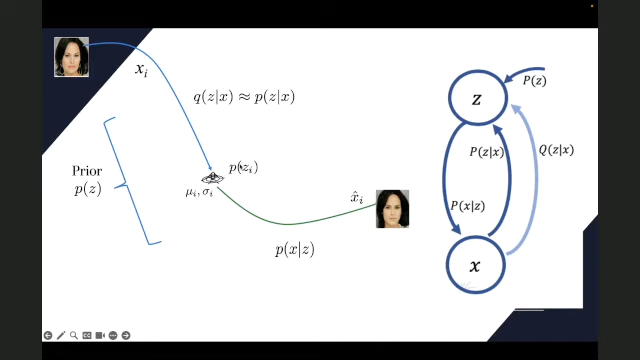 x_i
q(z|x) ≈ p(z|x)
Prior
p(z)
p(z_i)
μ_i, σ_i
x̂_i
p(x|z)
P(z)
z
P(z|x)
Q(z|x)
P(x|z)
x